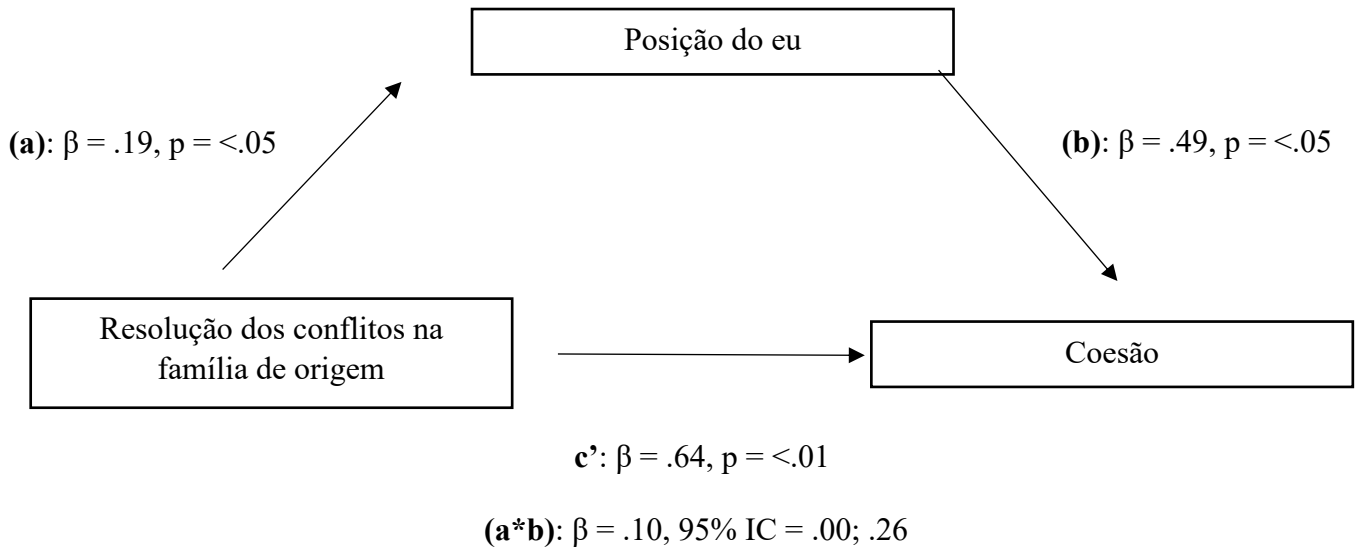 Posição do eu
(a): β = .19, p = <.05
(b): β = .49, p = <.05
Resolução dos conflitos na
família de origem
Coesão
c’: β = .64, p = <.01
(a*b): β = .10, 95% IC = .00; .26